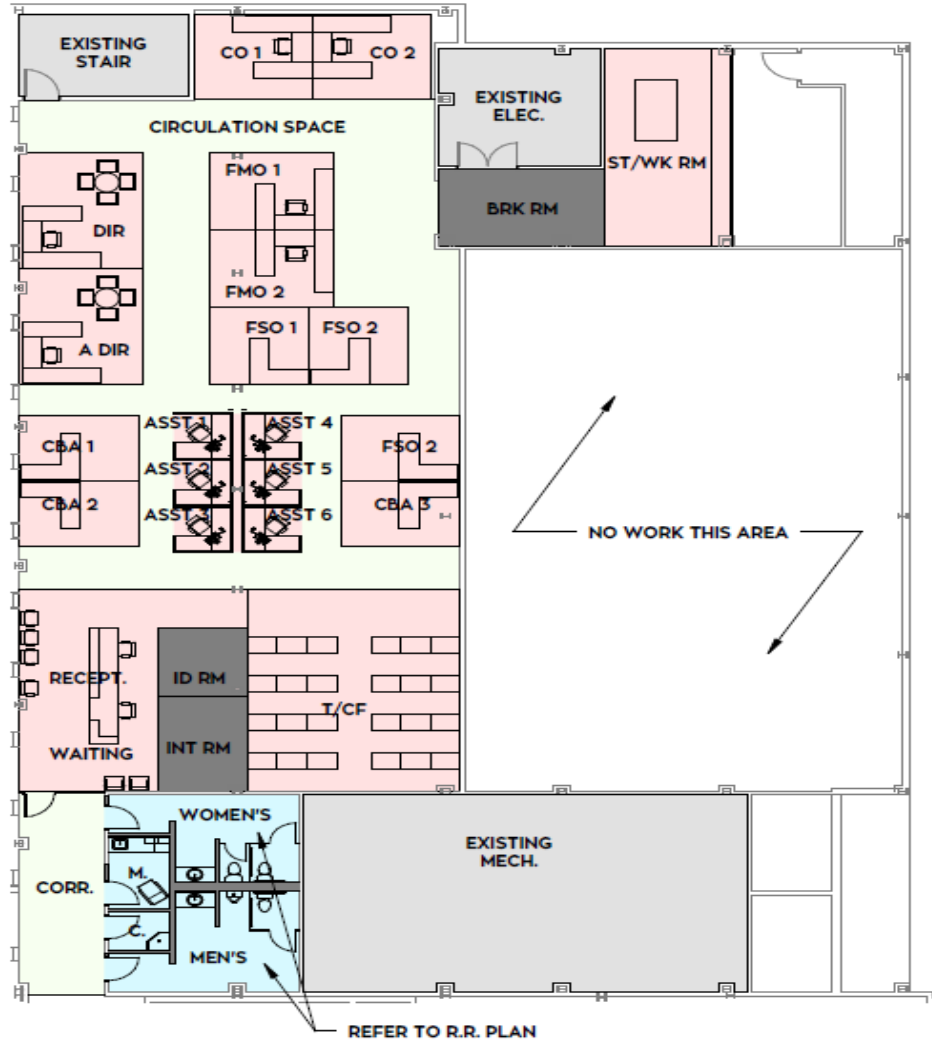 EXISTING
STAIR
CO 1
CO 2
EXISTING
ELEC.
CIRCULATION SPACE
ST/WK RM
FMO 1
BRK RM
DIR
FMO 2
FSO 1
FSO 2
A DIR
ASST 1
ASST 4
CBA 1
FSO 2
ASST 2
ASST 5
CBA 2
CBA 3
ASST 3
ASST 6
NO WORK THIS AREA
RECEPT.
ID RM
T/CF
WAITING
INT RM
WOMEN'S
EXISTING
MECH.
M.
CORR.
C.
MEN'S
REFER TO R.R. PLAN